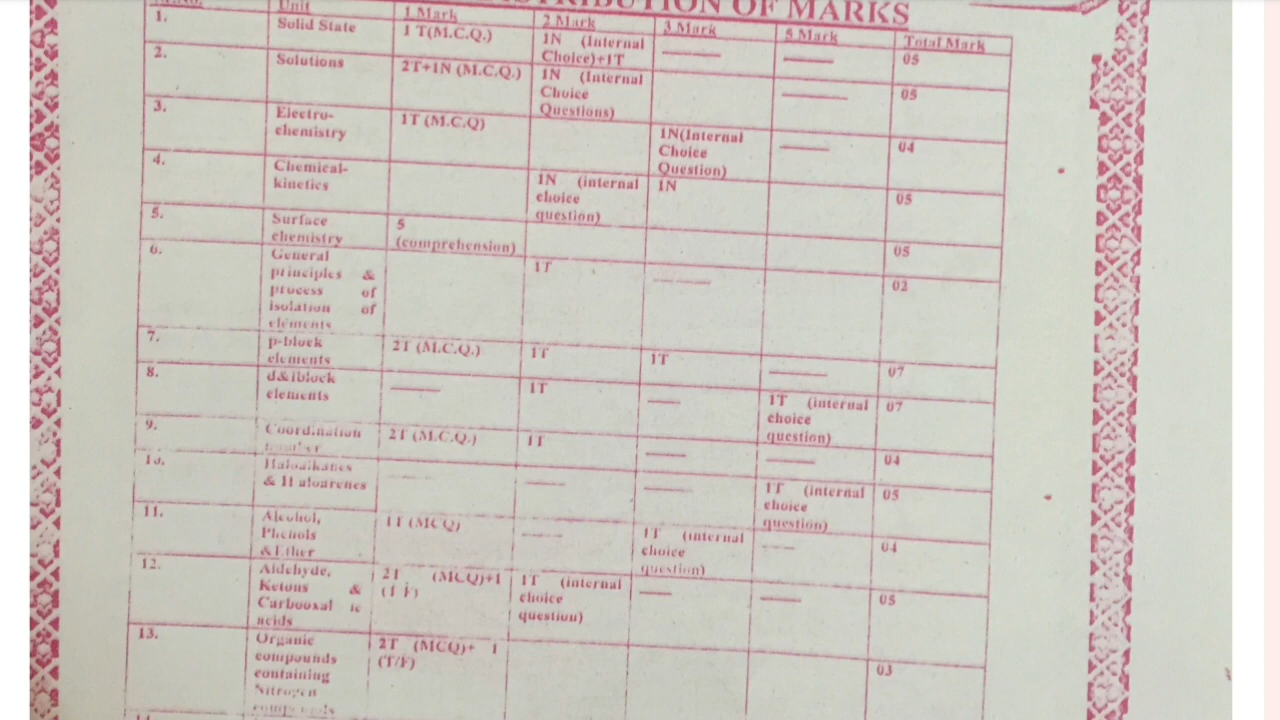 DISTRIBUTION OF MARKS
Unit 1 Mark 2 Mark 3 Mark 5 Mark Total Mark
1. Solid State 1 T(M.C.Q.) 1N (Internal Choice)+1T —— —— 05
2. Solutions 2T+1N (M.C.Q.) 1N (Internal Choice Questions) —— 05
3. Electro-chemistry 1T (M.C.Q) 1N(Internal Choice Question) —— 04
4. Chemical-kinetics 1N (internal choice question) 1N 05
5. Surface chemistry 5 (comprehension) 05
6. General principles & process of isolation of elements 1T —— 02
7. p-block elements 2T (M.C.Q.) 1T 1T —— 07
8. d&fblock elements —— 1T —— 1T (internal choice question) 07
9. Coordination 2T (M.C.Q.) 1T —— —— 04
10. Haloalkanes & H aloarenes —— —— —— 1T (internal choice question) 05
11. Alcohol, Phenols & Ether 1T (MCQ) —— 1T (internal choice question) —— 04
12. Aldehyde, Ketons & Carbooxal ic acids 2T (MCQ)+1 (T/F) 1T (internal choice question) —— —— 05
13. Organic compounds containing Nitrogen compounds 2T (MCQ)+ 1 (T/F) 03